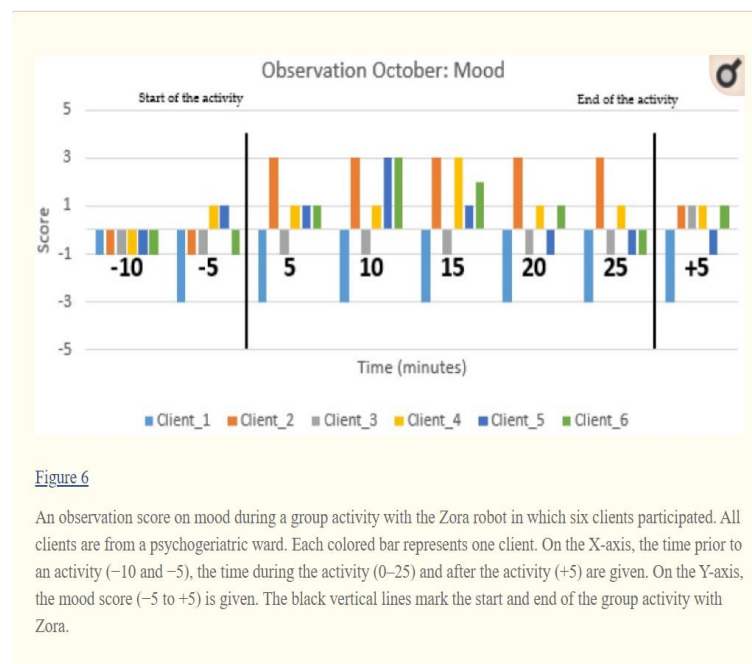 Observation October: Mood
Start of the activity
End of the activity
5
3
1
-1
-3
-5
Score
-10 -5 5 10 15 20 25 +5
Time (minutes)
Client_1 Client_2 Client_3 Client_4 Client_5 Client_6
Figure 6
An observation score on mood during a group activity with the Zora robot in which six clients participated. All
clients are from a psychogeriatric ward. Each colored bar represents one client. On the X-axis, the time prior to
an activity (−10 and −5), the time during the activity (0–25) and after the activity (+5) are given. On the Y-axis,
the mood score (−5 to +5) is given. The black vertical lines mark the start and end of the group activity with
Zora.